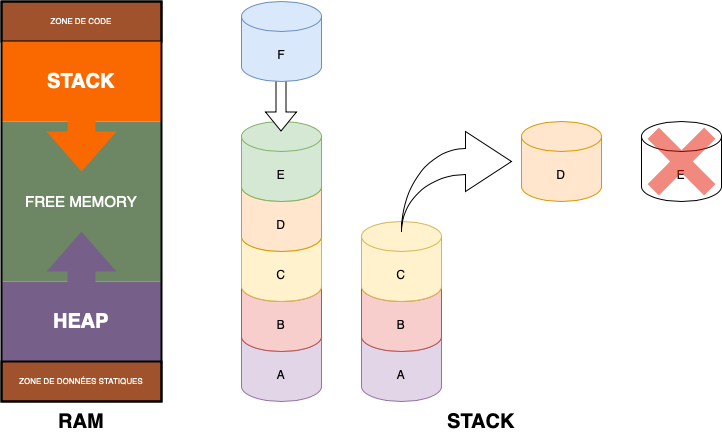 ZONE DE CODE
STACK
FREE MEMORY
HEAP
ZONE DE DONNÉES STATIQUES
RAM
F
E
D
C
B
A
C
B
A
D
E
STACK